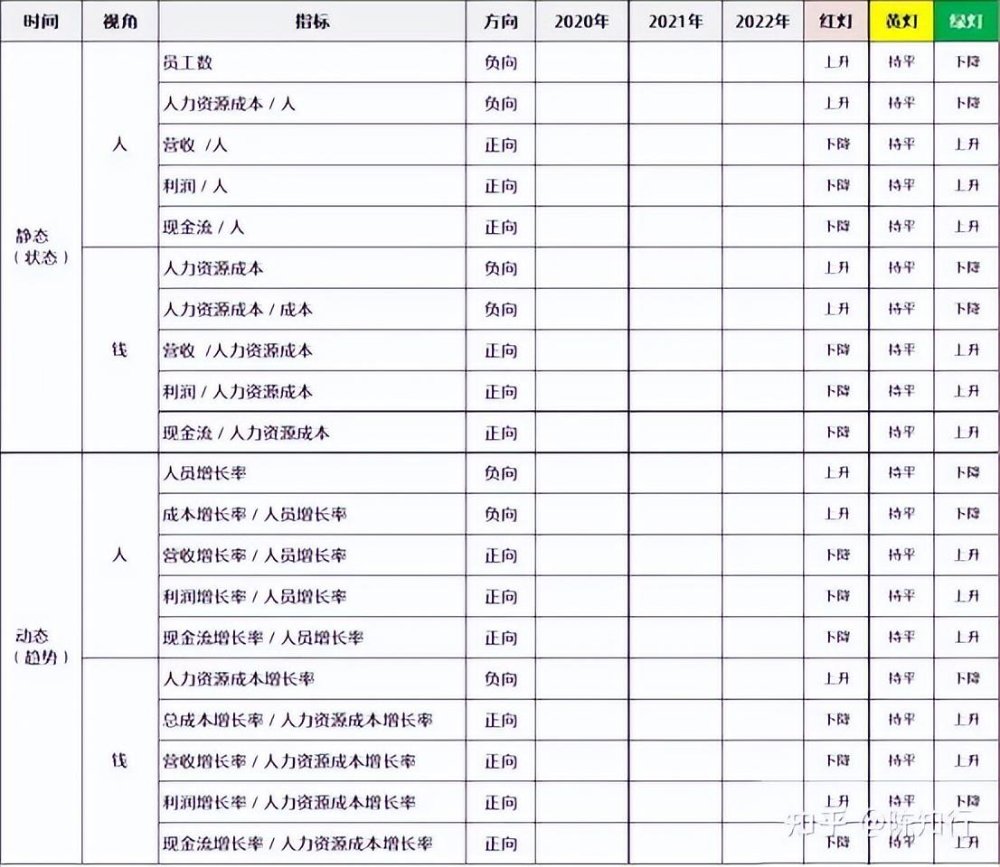 时间 视角 指标 方向 2020年 2021年 2022年 红灯 黄灯 绿灯
员工数 负向 上升 持平 下降
人力资源成本 / 人 负向 上升 持平 下降
人 营收 /人 正向 下降 持平 上升
利润 / 人 正向 下降 持平 上升
现金流 / 人 正向 下降 持平 上升
静态
（状态）
人力资源成本 负向 上升 持平 下降
人力资源成本 / 成本 负向 上升 持平 下降
钱 营收 /人力资源成本 正向 下降 持平 上升
利润 / 人力资源成本 正向 下降 持平 上升
现金流 / 人力资源成本 正向 下降 持平 上升
人员增长率 负向 上升 持平 下降
成本增长率 / 人员增长率 负向 上升 持平 下降
人 营收增长率 / 人员增长率 正向 下降 持平 上升
利润增长率 / 人员增长率 正向 下降 持平 上升
现金流增长率 / 人员增长率 正向 下降 持平 上升
动态
（趋势）
人力资源成本增长率 负向 上升 持平 下降
总成本增长率 / 人力资源成本增长率 正向 下降 持平 上升
钱 营收增长率 / 人力资源成本增长率 正向 下降 持平 上升
利润增长率 / 人力资源成本增长率 正向 上升 持平 下降
现金流增长率 / 人力资源成本增长率 正向 下降 持平 上升
知乎 @陈知行